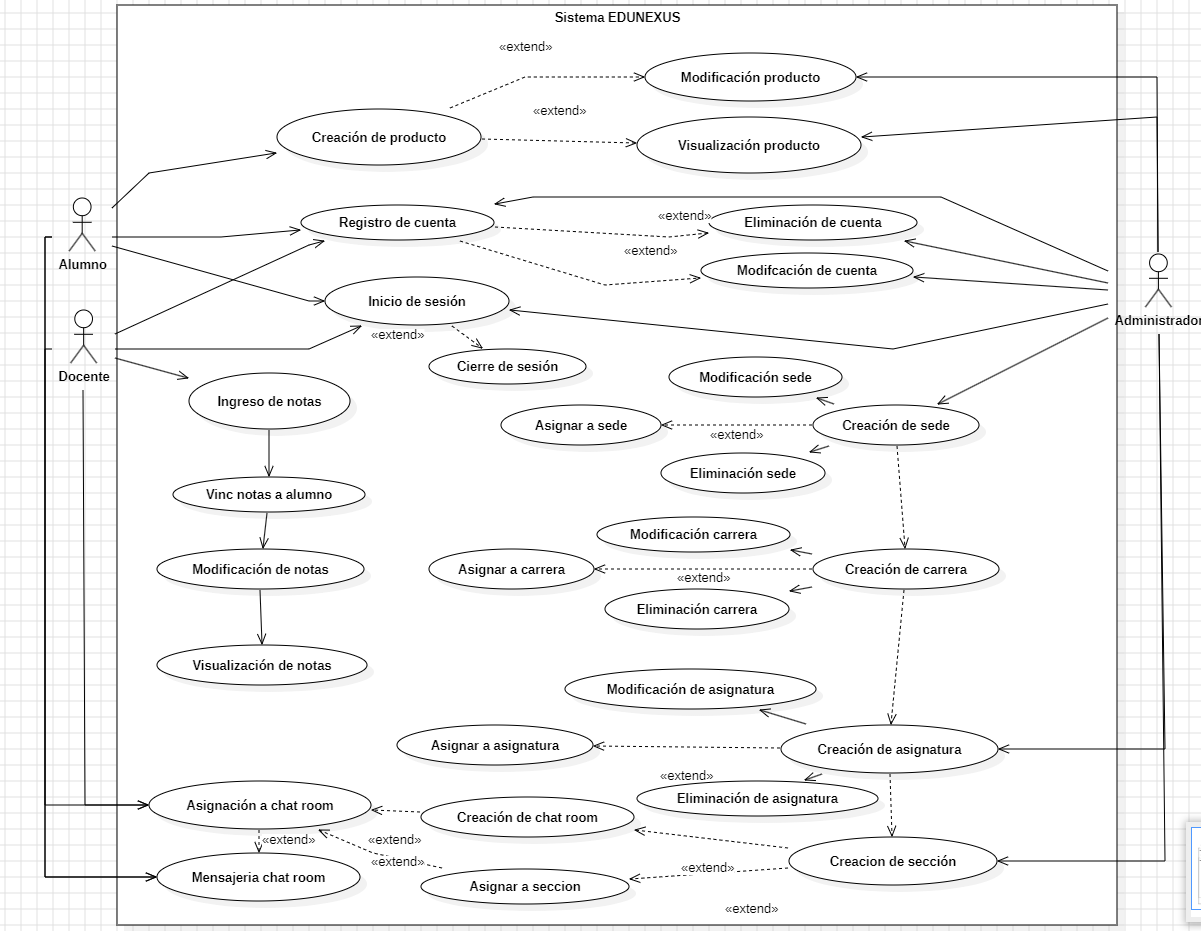 Sistema EDUNEXUS
«extend»
Modificación producto
«extend»
Creación de producto
Visualización producto
Registro de cuenta
«extend»
Eliminación de cuenta
«extend»
Modifcación de cuenta
Alumno
Inicio de sesión
Administrador
«extend»
Cierre de sesión
Docente
Modificación sede
Ingreso de notas
Asignar a sede
«extend»
Creación de sede
Eliminación sede
Vinc notas a alumno
Modificación carrera
Modificación de notas
Asignar a carrera
«extend»
Creación de carrera
Eliminación carrera
Visualización de notas
Modificación de asignatura
Asignar a asignatura
Creación de asignatura
«extend»
Eliminación de asignatura
Asignación a chat room
Creación de chat room
«extend»
«extend»
«extend»
Creacion de sección
«extend»
Mensajeria chat room
Asignar a seccion
«extend»